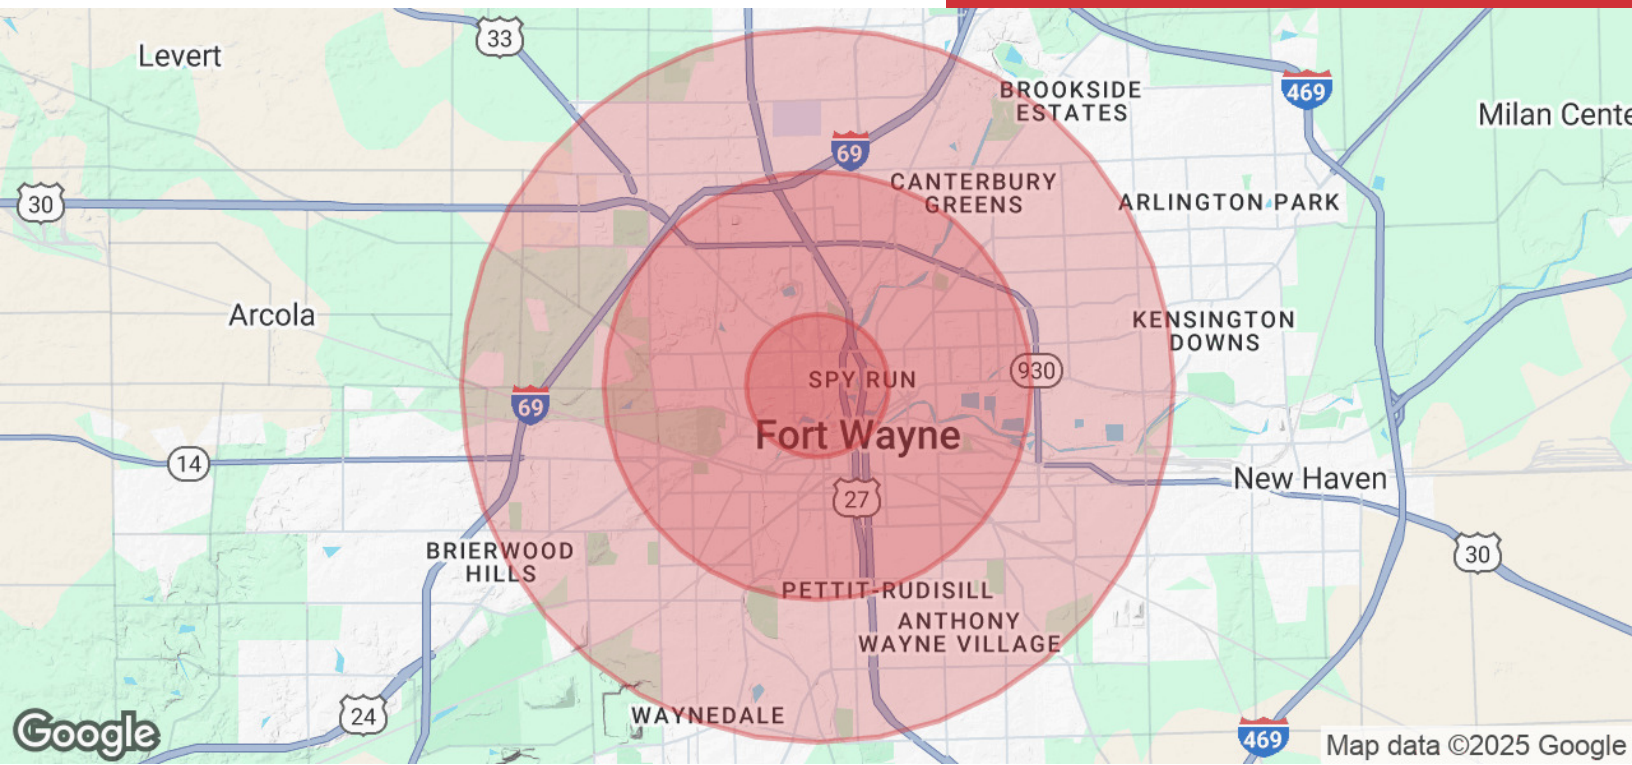 33
Levert
BROOKSIDE
ESTATES
469
Milan Cente
69
30
CANTERBURY
GREENS
ARLINGTON PARK
Arcola
KENSINGTON
DOWNS
SPY RUN
930
69
Fort Wayne
14
New Haven
27
30
BRIERWOOD
HILLS
PETTIT-RUDISILL
ANTHONY
WAYNE VILLAGE
24
WAYNEDALE
Google
469
Map data ©2025 Google